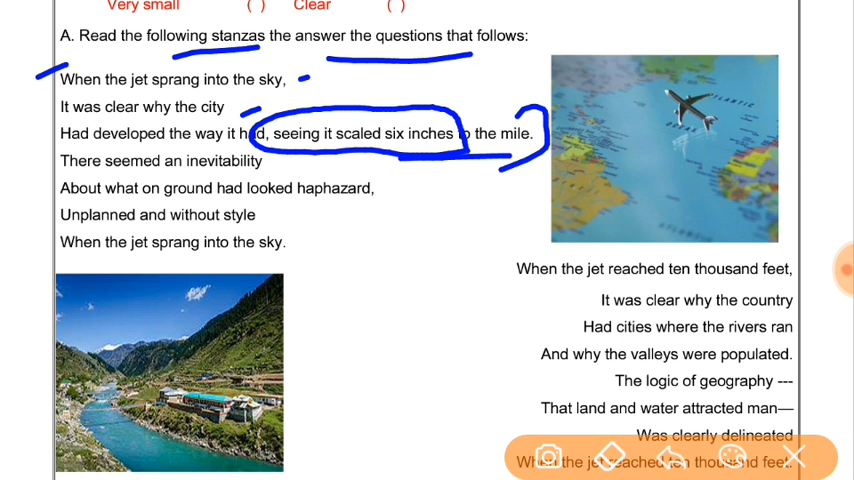 Very small ( ) Clear ( )
A. Read the following stanzas the answer the questions that follows:
When the jet sprang into the sky,
It was clear why the city
Had developed the way it had, seeing it scaled six inches to the mile.
There seemed an inevitability
About what on ground had looked haphazard,
Unplanned and without style
When the jet sprang into the sky.
ATLANTIC
OCEAN
ATLANTIC
When the jet reached ten thousand feet,
It was clear why the country
Had cities where the rivers ran
And why the valleys were populated.
The logic of geography ---
That land and water attracted man—
Was clearly delineated
When the jet reached ten thousand feet.